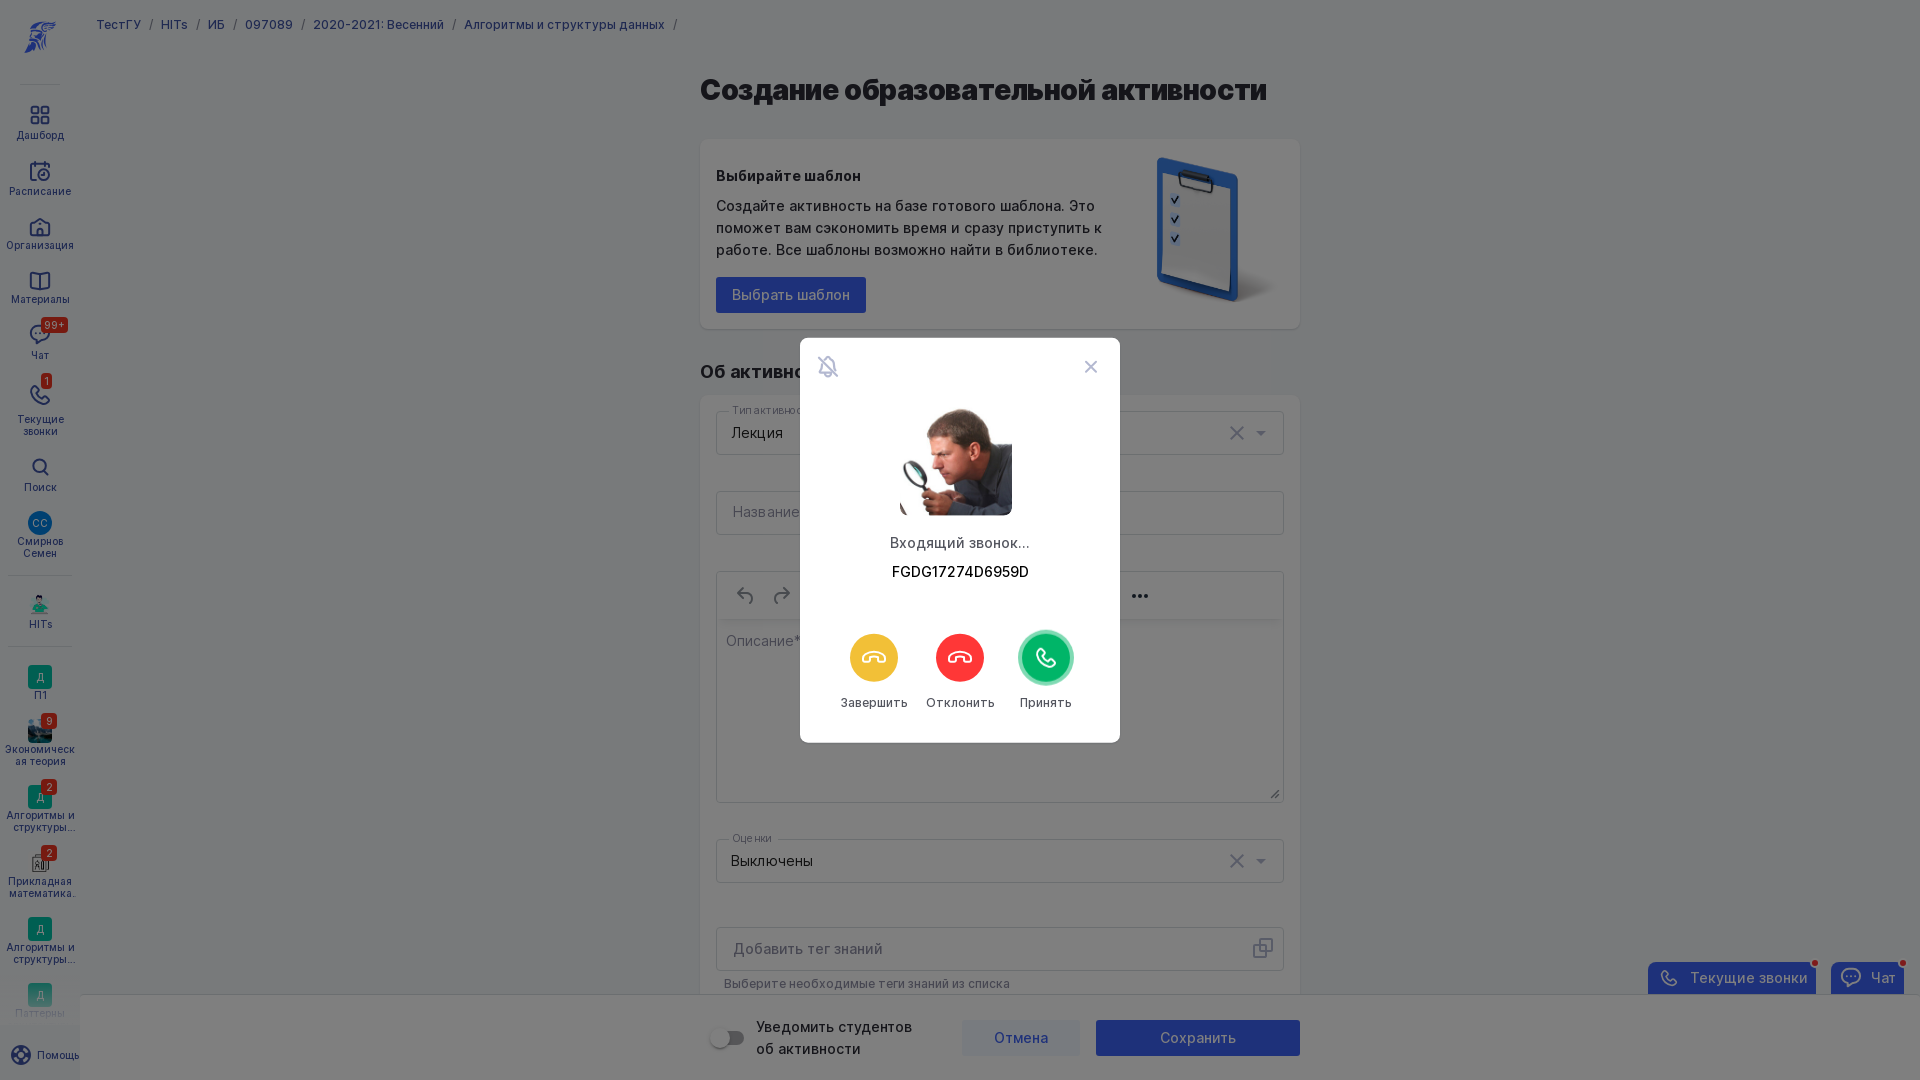 ТестГУ / HITs / ИБ / 097089 / 2020-2021: Весенний / Алгоритмы и структуры данных /
Дашборд
Расписание
Организация
Материалы
99+
Чат
1
Текущие
звонки
Поиск
СС
Смирнов
Семен
HITs
Д
П1
9
Экономическ
ая теория
2
Д
Алгоритмы и
структуры...
2
Прикладная
математика.
Д
Алгоритмы и
структуры...
Д
Паттерны
Помощь
Создание образовательной активности
Выбирайте шаблон
Создайте активность на базе готового шаблона. Это
поможет вам сэкономить время и сразу приступить к
работе. Все шаблоны возможно найти в библиотеке.
Выбрать шаблон
Об активно
Тип активнос
Лекция
Название
Описание*
Оценки
Выключены
Добавить тег знаний
Выберите необходимые теги знаний из списка
Входящий звонок...
FGDG17274D6959D
Завершить
Отклонить
Принять
Текущие звонки
Чат
Уведомить студентов
об активности
Отмена
Сохранить